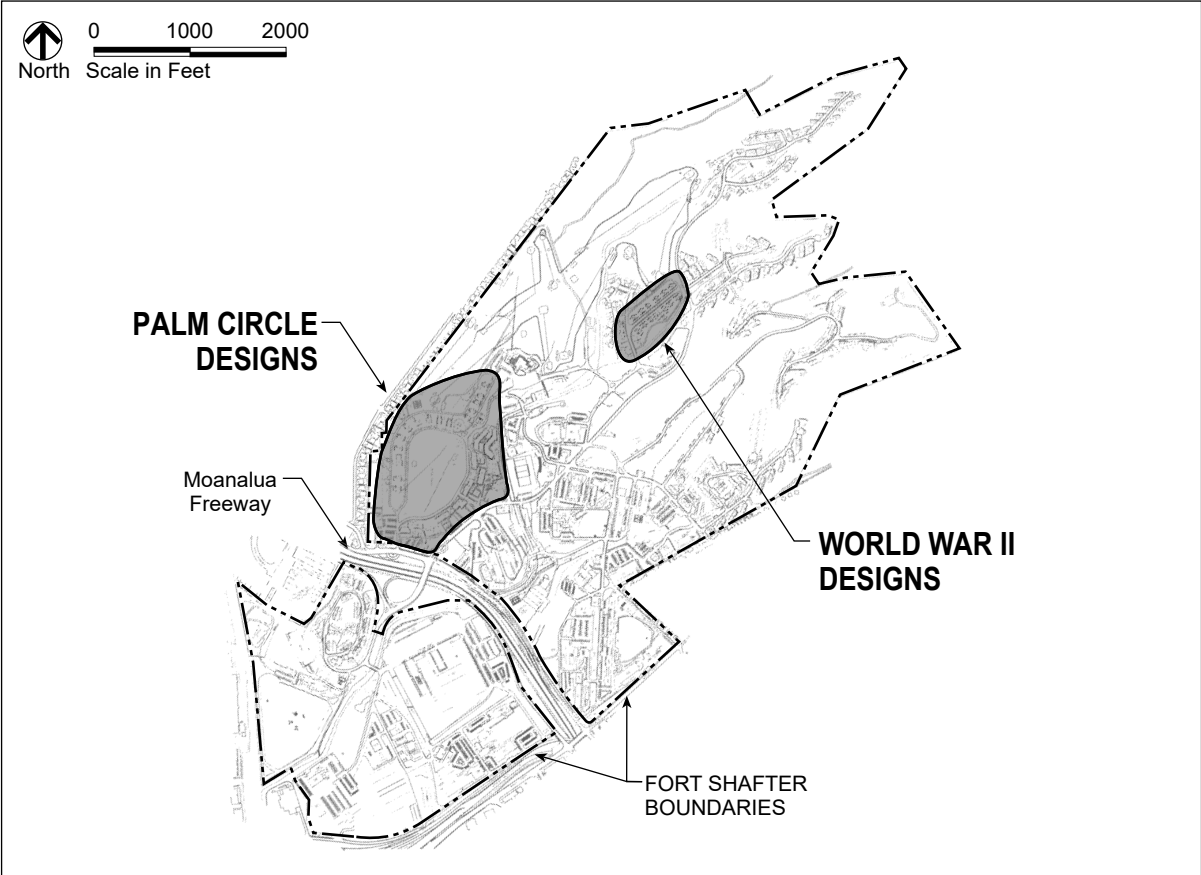 0 1000 2000
North Scale in Feet
PALM CIRCLE
DESIGNS
Moanalua
Freeway
WORLD WAR II
DESIGNS
FORT SHAFTER
BOUNDARIES